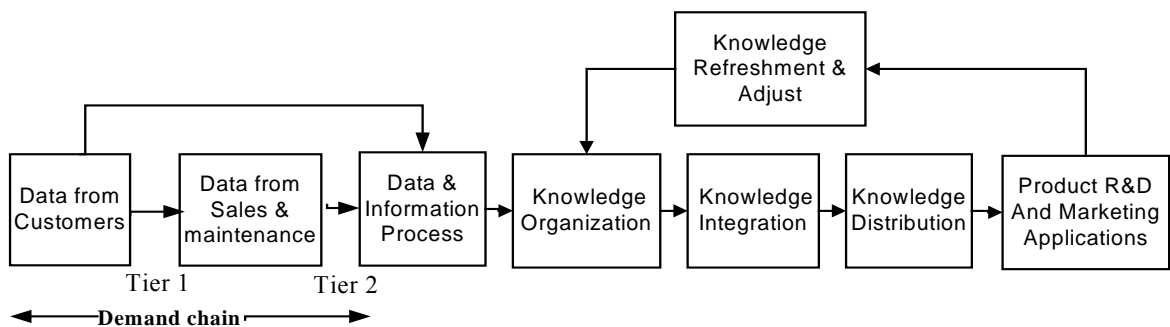 Knowledge
Refreshment &
Adjust
Data from
Customers
Data from
Sales &
maintenance
Data &
Information
Process
Knowledge
Organization
Knowledge
Integration
Knowledge
Distribution
Product R&D
And Marketing
Applications
Tier 1
Tier 2
Demand chain